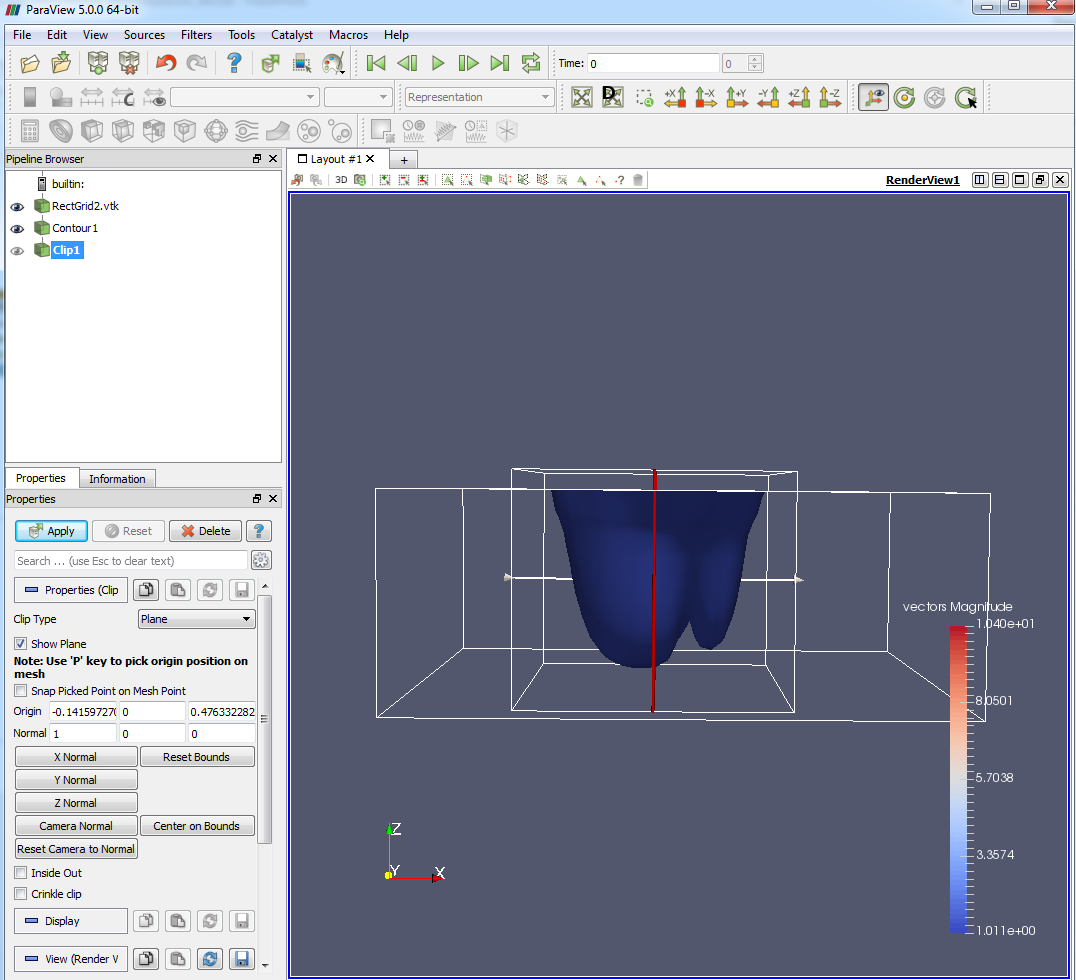 ParaView 5.0.0 64-bit
File Edit View Sources Filters Tools Catalyst Macros Help
Time: 0 0
Representation
+X -X +Y -Y +Z -Z
Pipeline Browser
Layout #1
builtin:
3D
RenderView1
RectGrid2.vtk
Contour1
Clip1
Properties Information
Properties
Apply Reset Delete ?
Search ... (use Esc to clear text)
Properties (Clip
Clip Type Plane
Show Plane
Note: Use 'P' key to pick origin position on
mesh
Snap Picked Point on Mesh Point
Origin -0.14159727( 0 0.476332282
Normal 1 0 0
X Normal Reset Bounds
Y Normal
Z Normal
Camera Normal Center on Bounds
Reset Camera to Normal
Inside Out
Crinkle clip
Display
View (Render V
vectors Magnitude
1.040e+01
8.0501
5.7038
3.3574
1.011e+00
Z
Y
X